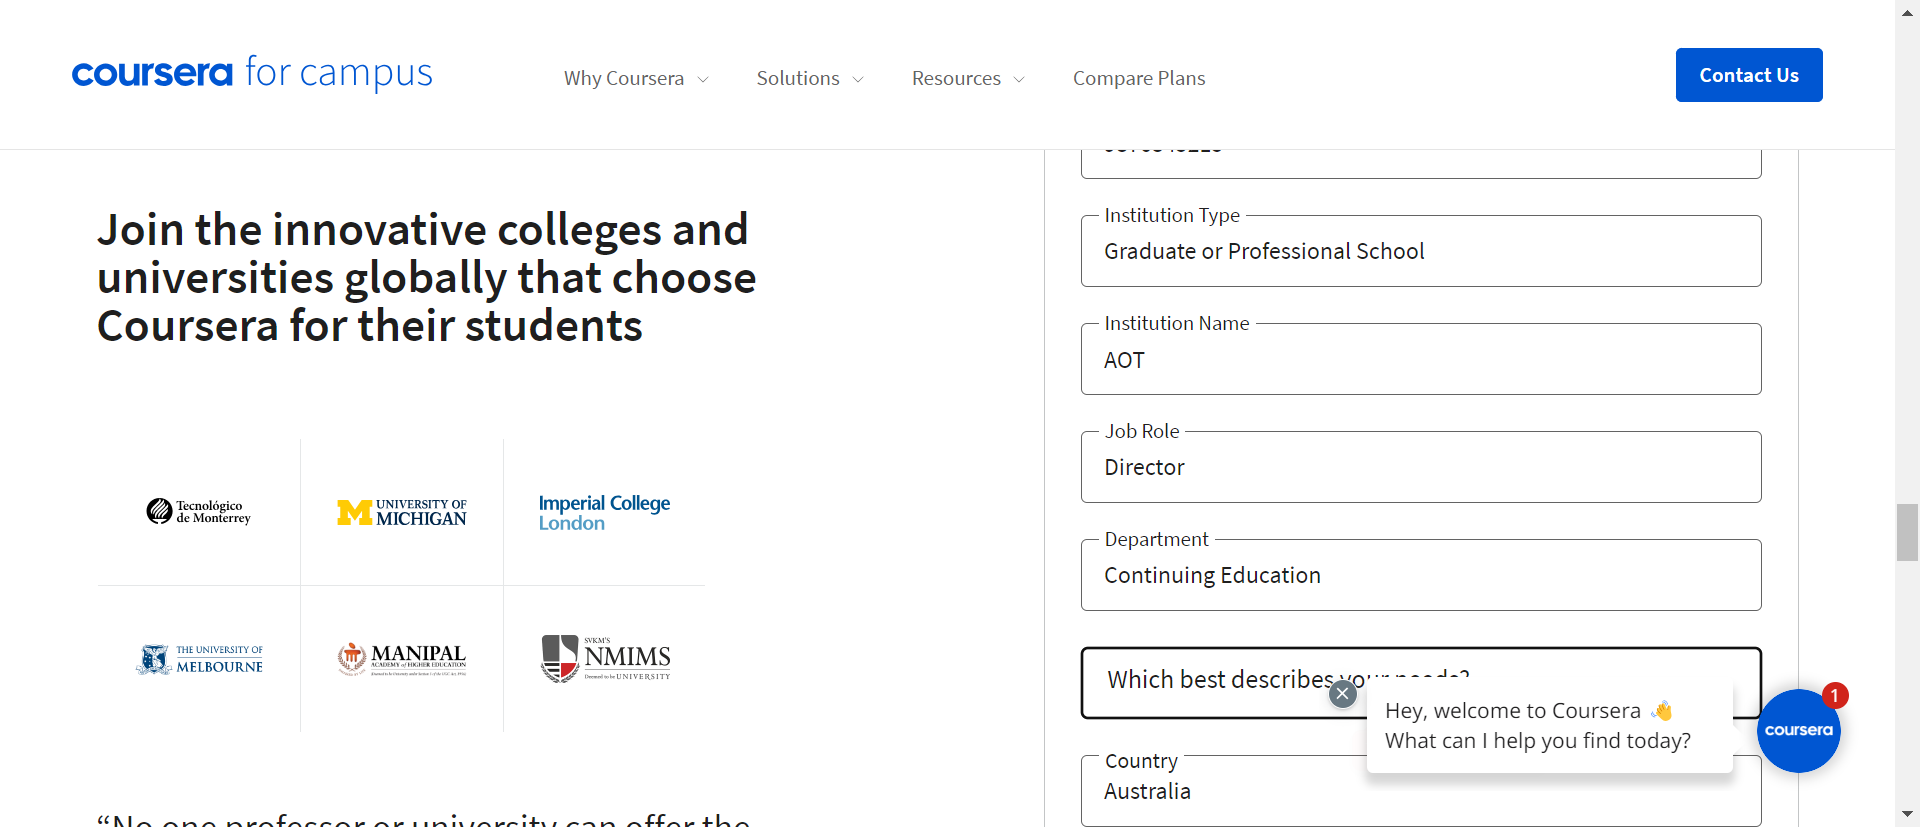 coursera for campus
Why Coursera
Solutions
Resources
Compare Plans
Contact Us
Join the innovative colleges and
universities globally that choose
Coursera for their students
Tecnológico
de Monterrey
UNIVERSITY OF
MICHIGAN
Imperial College
London
THE UNIVERSITY OF
MELBOURNE
MANIPAL
ACADEMY of HIGHER EDUCATION
SVKM'S
NMIMS
Deemed to be UNIVERSITY
“No one professor or university can offer the
Institution Type
Graduate or Professional School
Institution Name
AOT
Job Role
Director
Department
Continuing Education
Which best describes your needs?
Country
Australia
Hey, welcome to Coursera 👋
What can I help you find today?
coursera
1